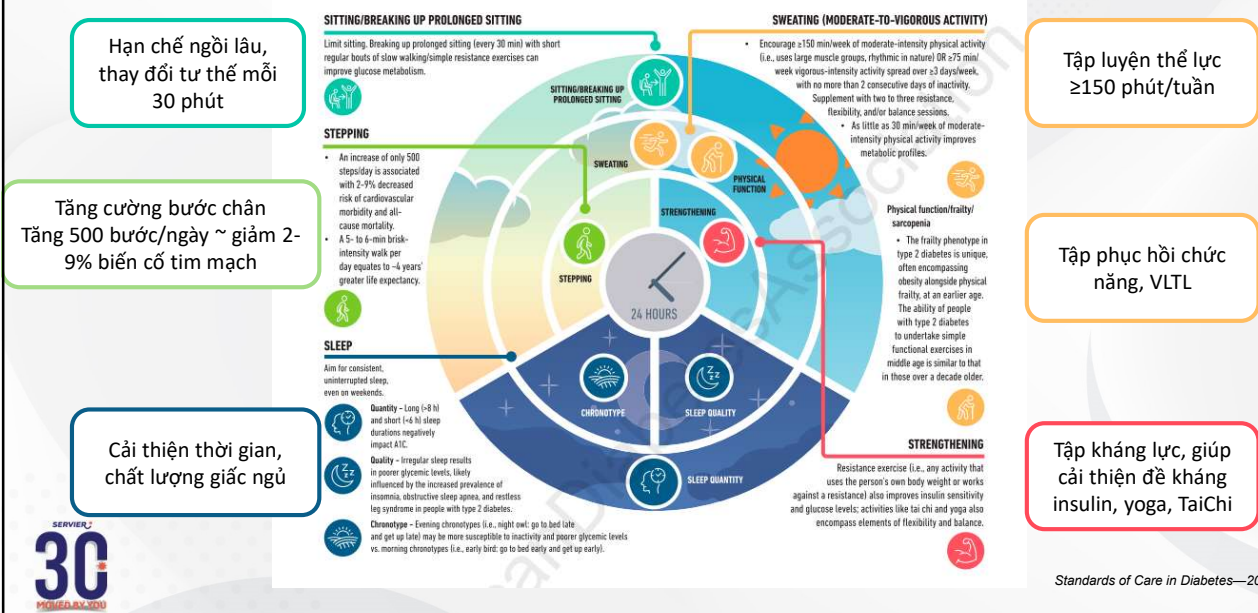 Hạn chế ngồi lâu,
thay đổi tư thế mỗi
30 phút
Tăng cường bước chân
Tăng 500 bước/ngày ~ giảm 2-
9% biến cố tim mạch
Cải thiện thời gian,
chất lượng giấc ngủ
SERVIER
30
MOVED BY YOU
SITTING/BREAKING UP PROLONGED SITTING
Limit sitting. Breaking up prolonged sitting (every 30 min) with short
regular bouts of slow walking/simple resistance exercises can
improve glucose metabolism.
STEPPING
• An increase of only 500
steps/day is associated
with 2-9% decreased
risk of cardiovascular
morbidity and all-
cause mortality.
• A 5- to 6-min brisk-
intensity walk per
day equates to ~4 years'
greater life expectancy.
SLEEP
Aim for consistent,
uninterrupted sleep,
even on weekends.
Quantity – Long (>8 h)
and short (<6 h) sleep
durations negatively
impact A1C.
Quality – Irregular sleep results
in poorer glycemic levels, likely
influenced by the increased prevalence of
insomnia, obstructive sleep apnea, and restless
leg syndrome in people with type 2 diabetes.
Chronotype – Evening chronotypes (i.e., night owl: go to bed late
and get up late) may be more susceptible to inactivity and poorer glycemic levels
vs. morning chronotypes (i.e., early bird: go to bed early and get up early).
SITTING/BREAKING UP
PROLONGED SITTING
SWEATING
PHYSICAL
FUNCTION
STRENGTHENING
STEPPING
24 HOURS
CHRONOTYPE
SLEEP QUALITY
SLEEP QUANTITY
SWEATING (MODERATE-TO-VIGOROUS ACTIVITY)
• Encourage ≥150 min/week of moderate-intensity physical activity
(i.e., uses large muscle groups, rhythmic in nature) OR ≥75 min/
week vigorous-intensity activity spread over ≥3 days/week,
with no more than 2 consecutive days of inactivity.
Supplement with two to three resistance,
flexibility, and/or balance sessions.
• As little as 30 min/week of moderate-
intensity physical activity improves
metabolic profiles.
Physical function/frailty/
sarcopenia
• The frailty phenotype in
type 2 diabetes is unique,
often encompassing
obesity alongside physical
frailty, at an earlier age.
The ability of people
with type 2 diabetes
to undertake simple
functional exercises in
middle age is similar to that
in those over a decade older.
STRENGTHENING
Resistance exercise (i.e., any activity that
uses the person's own body weight or works
against a resistance) also improves insulin sensitivity
and glucose levels; activities like tai chi and yoga also
encompass elements of flexibility and balance.
Tập luyện thể lực
≥150 phút/tuần
Tập phục hồi chức
năng, VLTL
Tập kháng lực, giúp
cải thiện đề kháng
insulin, yoga, TaiChi
Standards of Care in Diabetes—20